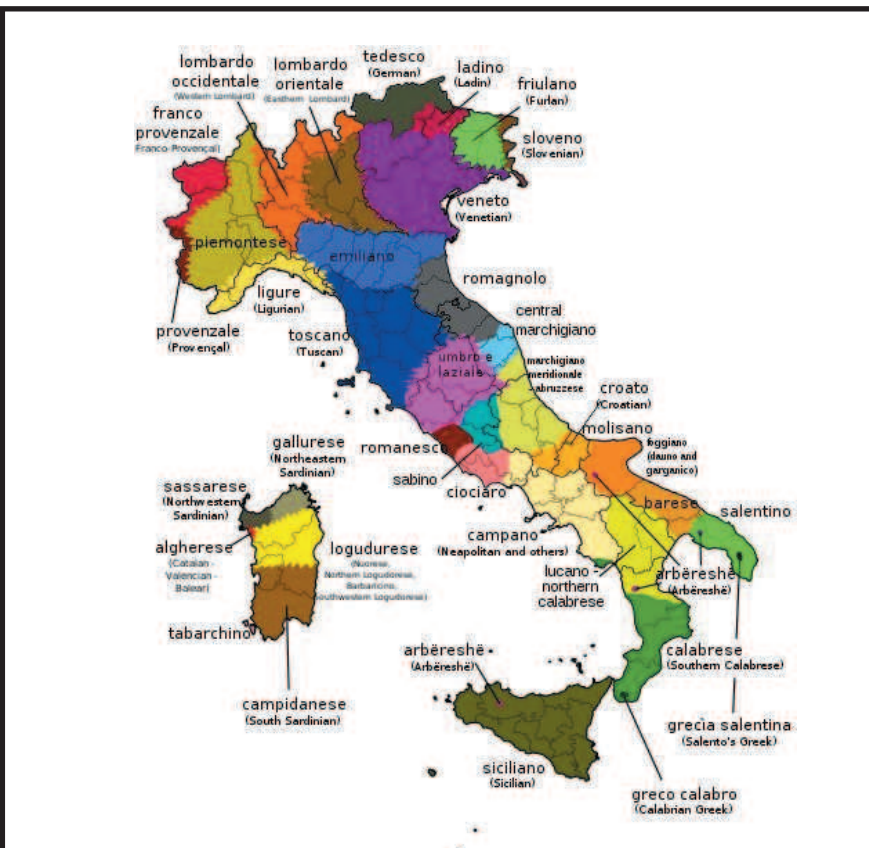 tedesco
(German)
lombardo
occidentale
(Western Lombard)
lombardo
orientale
(Easthern Lombard)
ladino
(Ladin)
friulano
(Furlan)
franco
provenzale
Franco-Provençal)
sloveno
(Slovenian)
veneto
(Venetian)
piemontese
emiliano
romagnolo
ligure
(Ligurian)
central
marchigiano
provenzale
(Provençal)
toscano
(Tuscan)
umbro e
laziale
marchigiano
meridionale
-abruzzese
croato
(Croatian)
molisano
romanesco
foggiano
(dauno and
garganico)
gallurese
(Northeastern
Sardinian)
sabino
ciociaro
sassarese
(Northwestern
Sardinian)
barese
salentino
campano
(Neapolitan and others)
algherese
(Catalan -
Valencian -
Balear)
logudurese
(Nuorese,
Northern Logudorese,
Barbaricino,
Southwestern Logudorese)
lucano -
northern
calabrese
arbëreshë
(Arbëreshë)
tabarchino
arbëreshë
(Arbëreshë)
calabrese
(Southern Calabrese)
campidanese
(South Sardinian)
grecìa salentina
(Salento's Greek)
siciliano
(Sicilian)
greco calabro
(Calabrian Greek)